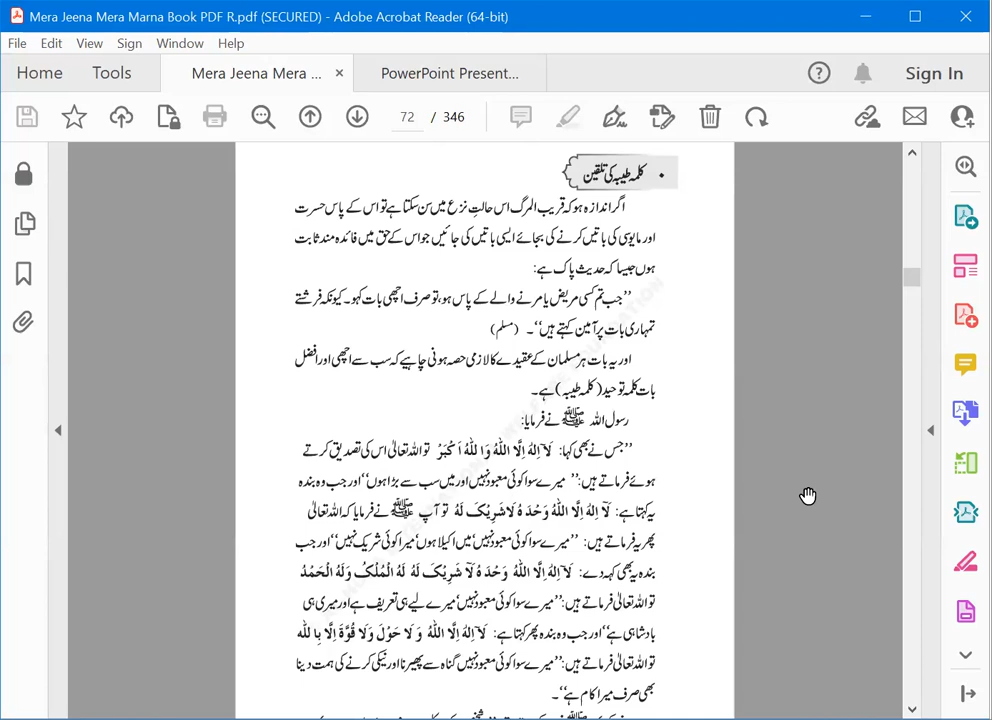 Mera Jeena Mera Marna Book PDF R.pdf (SECURED) - Adobe Acrobat Reader (64-bit)
File Edit View Sign Window Help
Home Tools Mera Jeena Mera ... × PowerPoint Present... Sign In
72 / 346
• کلمہ طیبہ کی تلقین
اگر اندازہ ہو کہ قریب المرگ اس حالتِ نزع میں سن سکتا ہے تو اس کے پاس حسرت
اور مایوسی کی باتیں کرنے کی بجائے ایسی باتیں کی جائیں جو اس کے حق میں فائدہ مند ثابت
ہوں جیسا کہ حدیث پاک ہے:
’’جب تم کسی مریض یا مرنے والے کے پاس ہو، تو صرف اچھی بات کہو۔ کیونکہ فرشتے
تمہاری بات پر آمین کہتے ہیں‘‘۔ (مسلم)
اور یہ بات ہر مسلمان کے عقیدے کا لازمی حصہ ہونی چاہیے کہ سب سے اچھی اور افضل
بات کلمہ توحید (کلمہ طیبہ) ہے۔
رسول اللہ ﷺ نے فرمایا:
’’جس نے بھی کہا: لَآ اِلٰہَ اِلَّا اللّٰہُ وَا للّٰہُ اَکْبَرُ تو اللہ تعالیٰ اس کی تصدیق کرتے
ہوئے فرماتے ہیں: ’’ میرے سوا کوئی معبود نہیں اور میں سب سے بڑا ہوں‘‘ اور جب وہ بندہ
یہ کہتا ہے: لَآ اِلٰہَ اِلَّا اللّٰہُ وَحْدَ ہٗ لَاشَرِیْکَ لَہٗ تو آپ ﷺ نے فرمایا کہ اللہ تعالیٰ
پھر یہ فرماتے ہیں: ’’میرے سوا کوئی معبود نہیں‘ میں اکیلا ہوں‘ میرا کوئی شریک نہیں‘‘ اور جب
بندہ یہ بھی کہہ دے: لَآ اِلٰہَ اِلَّا اللّٰہُ وَحْدَ ہٗ لَآ شَرِیْکَ لَہٗ لَہُ الْمُلْکُ وَلَہُ الْحَمْدُ
تو اللہ تعالیٰ فرماتے ہیں: ’’میرے سوا کوئی معبود نہیں‘ میرے لیے ہی تعریف ہے اور میری ہی
بادشاہی ہے‘‘ اور جب وہ بندہ پھر کہتا ہے: لَآ اِلٰہَ اِلَّا اللّٰہُ وَ لَا حَوْلَ وَلَا قُوَّۃَ اِلَّا بِا للّٰہ
تو اللہ تعالیٰ فرماتے ہیں: ’’میرے سوا کوئی معبود نہیں گناہ سے پھیرنا اور نیکی کرنے کی ہمت دینا
بھی صرف میرا کام ہے‘‘۔